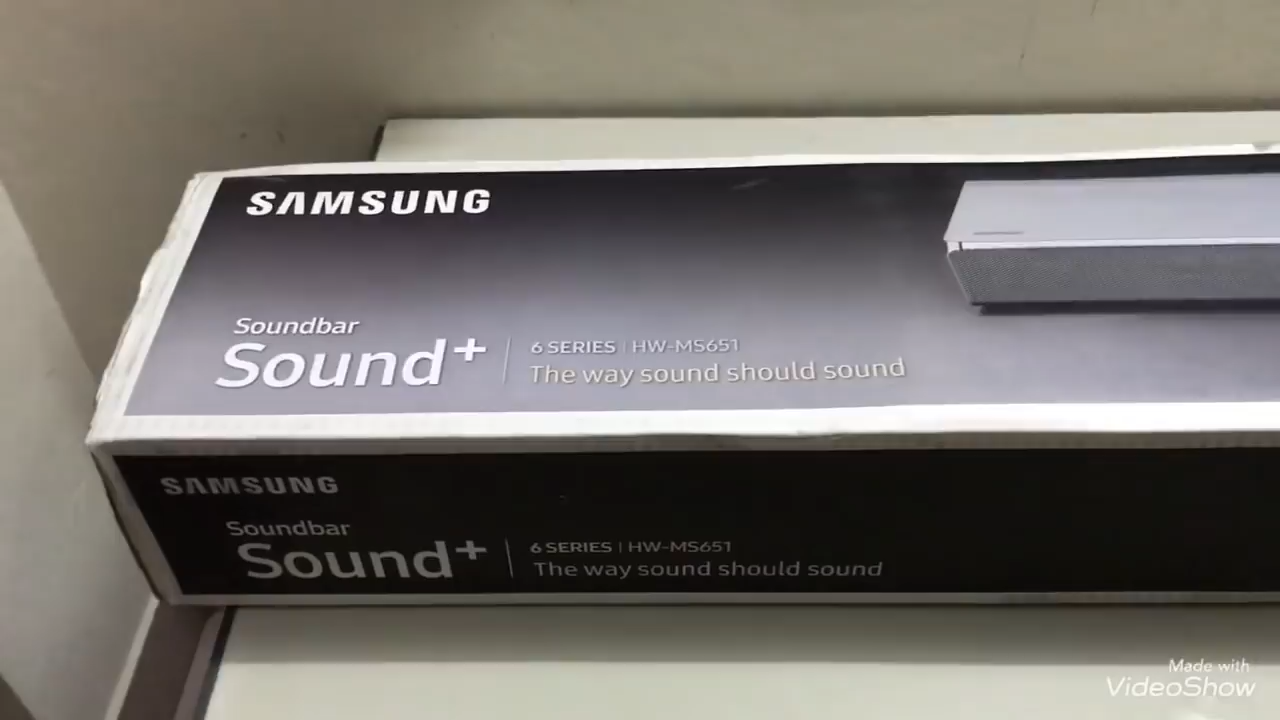 SAMSUNG
Soundbar
Sound+ | 6 SERIES | HW-MS651
The way sound should sound
SAMSUNG
Soundbar
Sound+ | 6 SERIES | HW-MS651
The way sound should sound
Made with
VideoShow